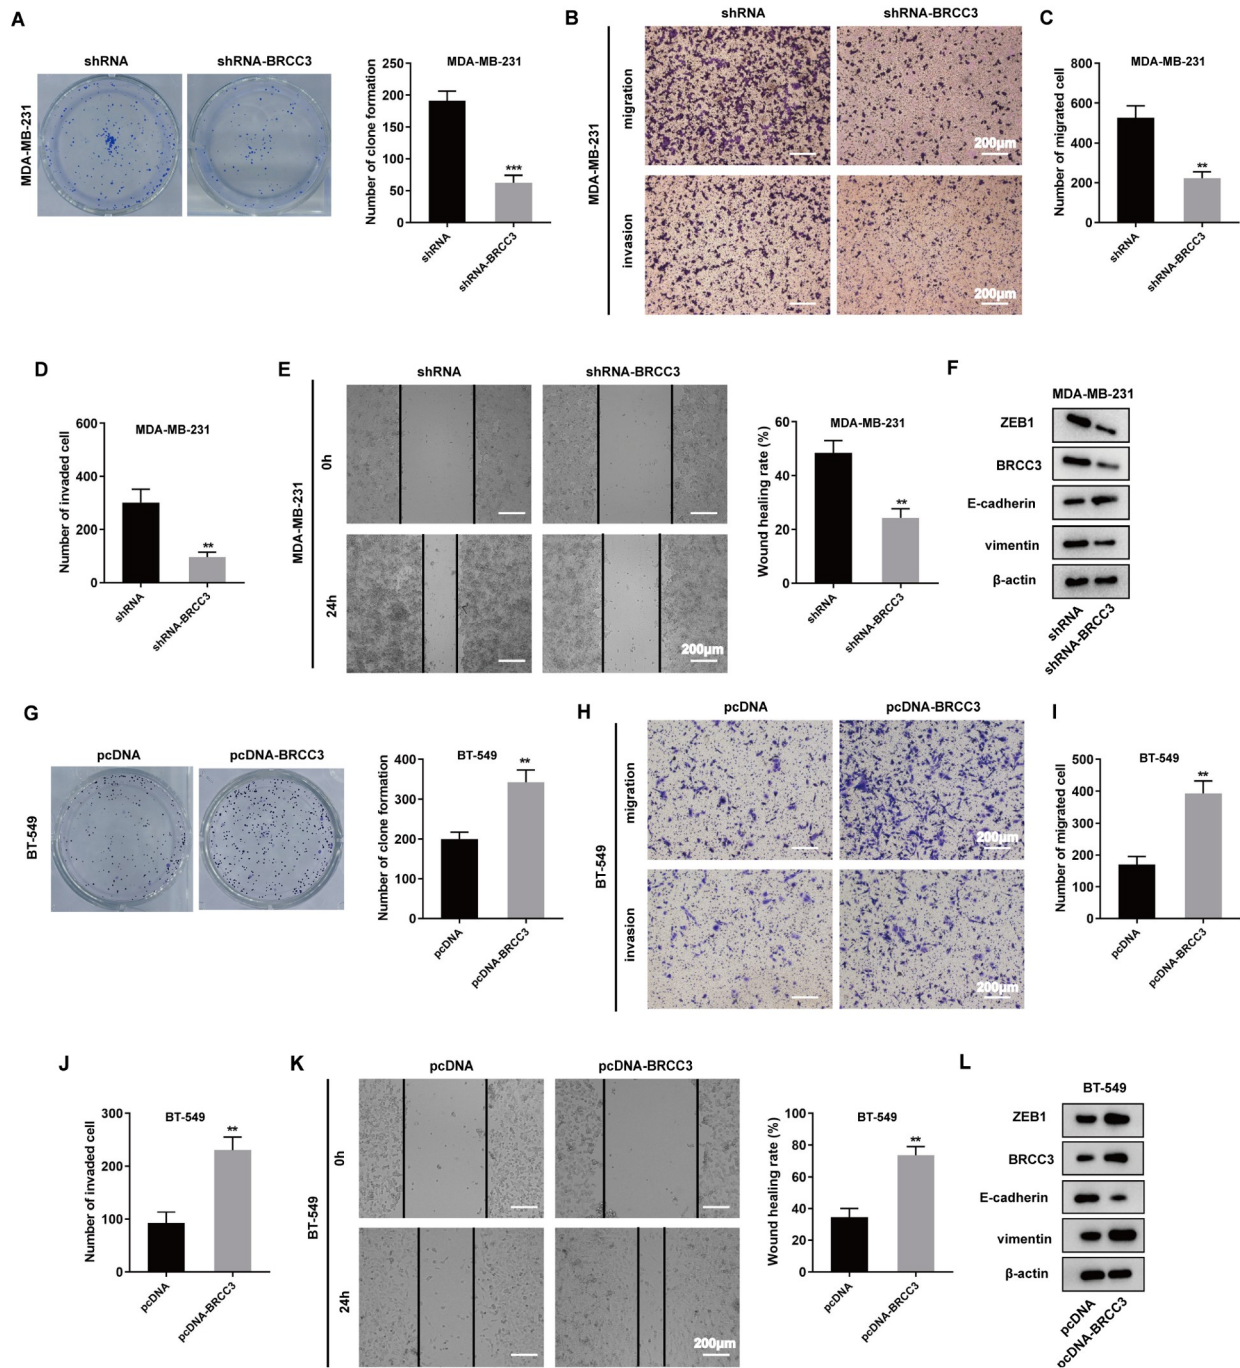 A
shRNA
shRNA-BRCC3
MDA-MB-231
Number of clone formation
MDA-MB-231
250
200
150
100
50
0
***
shRNA
shRNA-BRCC3
B
shRNA
shRNA-BRCC3
MDA-MB-231
migration
200μm
invasion
200μm
C
MDA-MB-231
Number of migrated cell
800
600
400
200
0
**
shRNA
shRNA-BRCC3
D
MDA-MB-231
Number of invaded cell
600
400
200
0
**
shRNA
shRNA-BRCC3
E
shRNA
shRNA-BRCC3
MDA-MB-231
0h
24h
200μm
MDA-MB-231
Wound healing rate (%)
60
40
20
0
**
shRNA
shRNA-BRCC3
F
MDA-MB-231
ZEB1
BRCC3
E-cadherin
vimentin
β-actin
shRNA
shRNA-BRCC3
G
pcDNA
pcDNA-BRCC3
BT-549
BT-549
Number of clone formation
400
300
200
100
0
**
pcDNA
pcDNA-BRCC3
H
pcDNA
pcDNA-BRCC3
BT-549
migration
200μm
invasion
200μm
I
BT-549
Number of migrated cell
500
400
300
200
100
0
**
pcDNA
pcDNA-BRCC3
J
BT-549
Number of invaded cell
300
200
100
0
**
pcDNA
pcDNA-BRCC3
K
pcDNA
pcDNA-BRCC3
BT-549
0h
24h
200μm
BT-549
Wound healing rate (%)
100
80
60
40
20
0
**
pcDNA
pcDNA-BRCC3
L
BT-549
ZEB1
BRCC3
E-cadherin
vimentin
β-actin
pcDNA
pcDNA-BRCC3